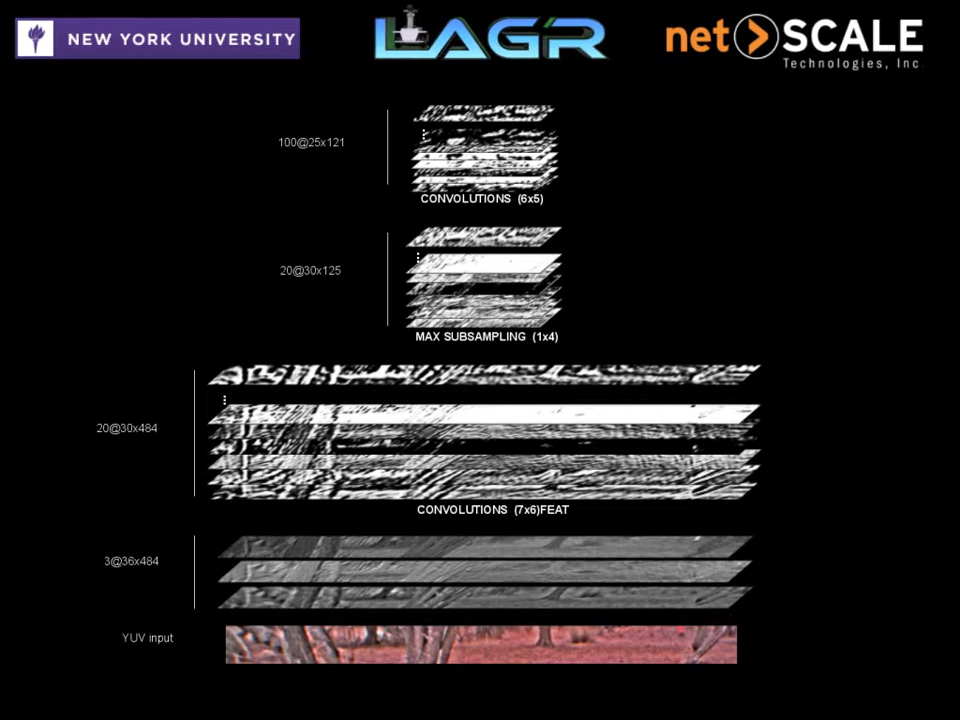 NEW YORK UNIVERSITY
LAGR
net SCALE
Technologies, Inc
100@25x121
CONVOLUTIONS (6x5)
20@30x125
MAX SUBSAMPLING (1x4)
20@30x484
CONVOLUTIONS (7x6)FEAT
3@36x484
YUV input